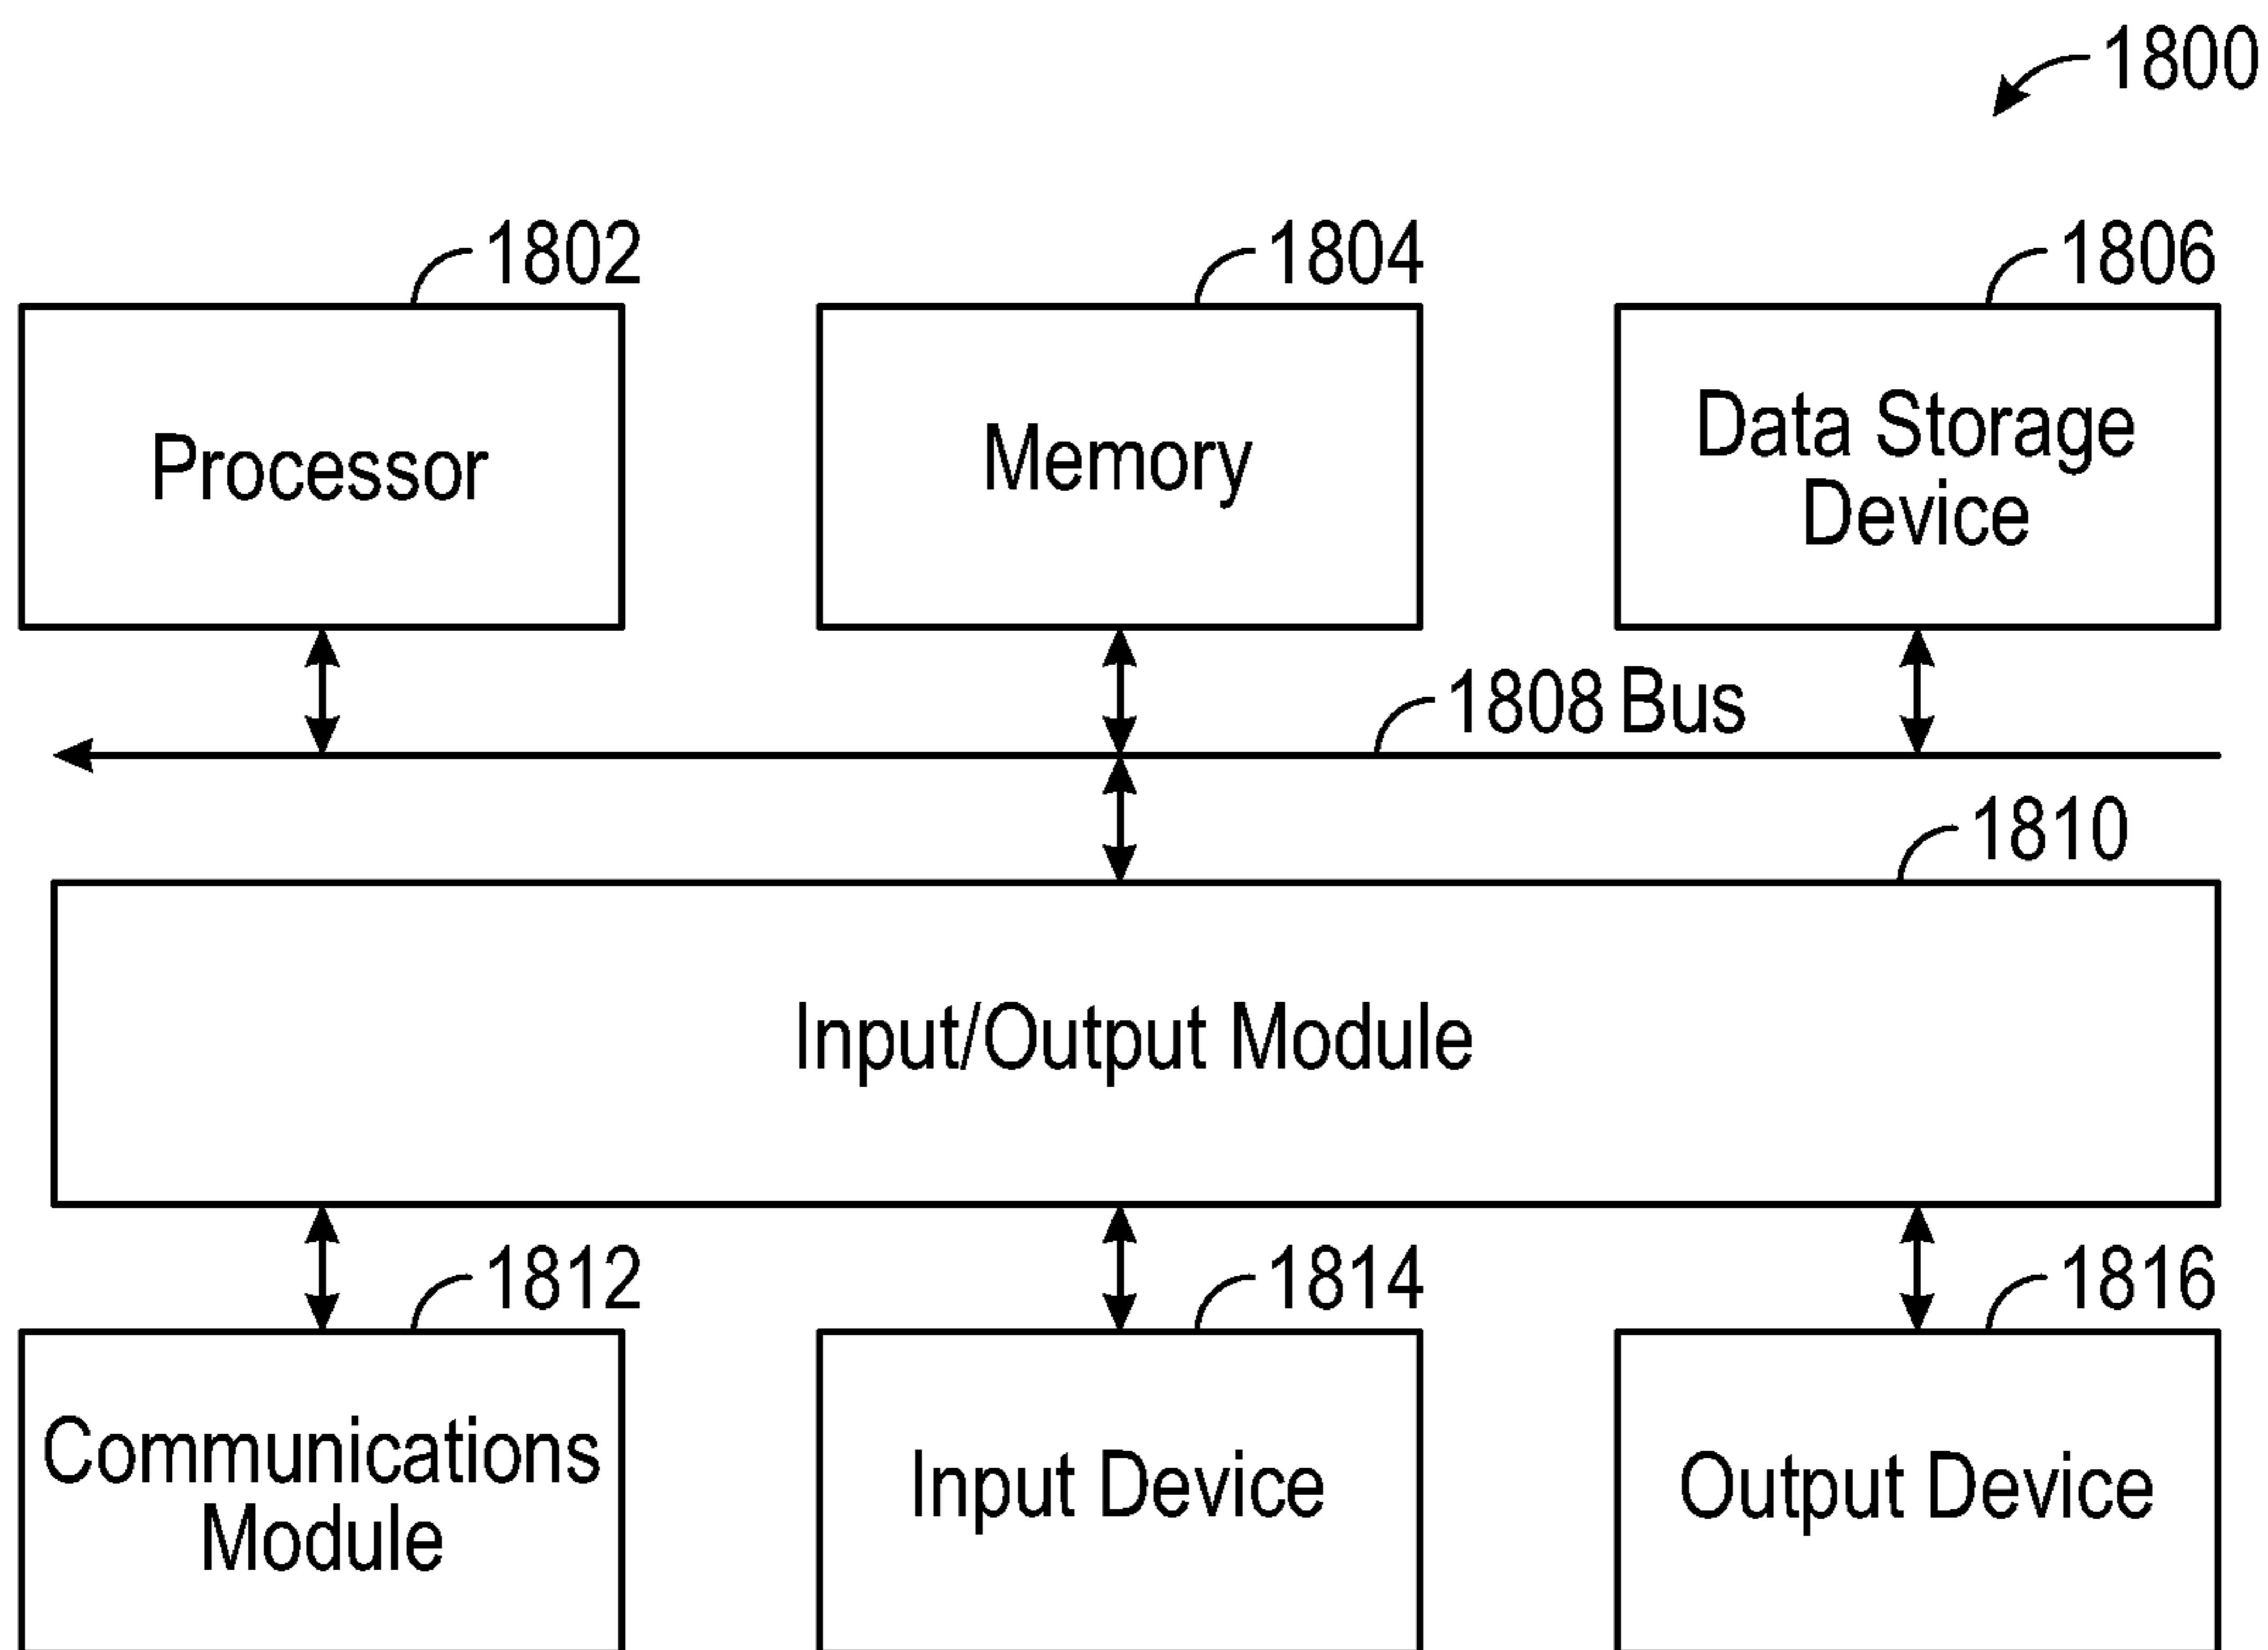 1800
1802
1804
1806
Processor
Memory
Data Storage
Device
1808 Bus
1810
Input/Output Module
1812
1814
1816
Communications
Module
Input Device
Output Device